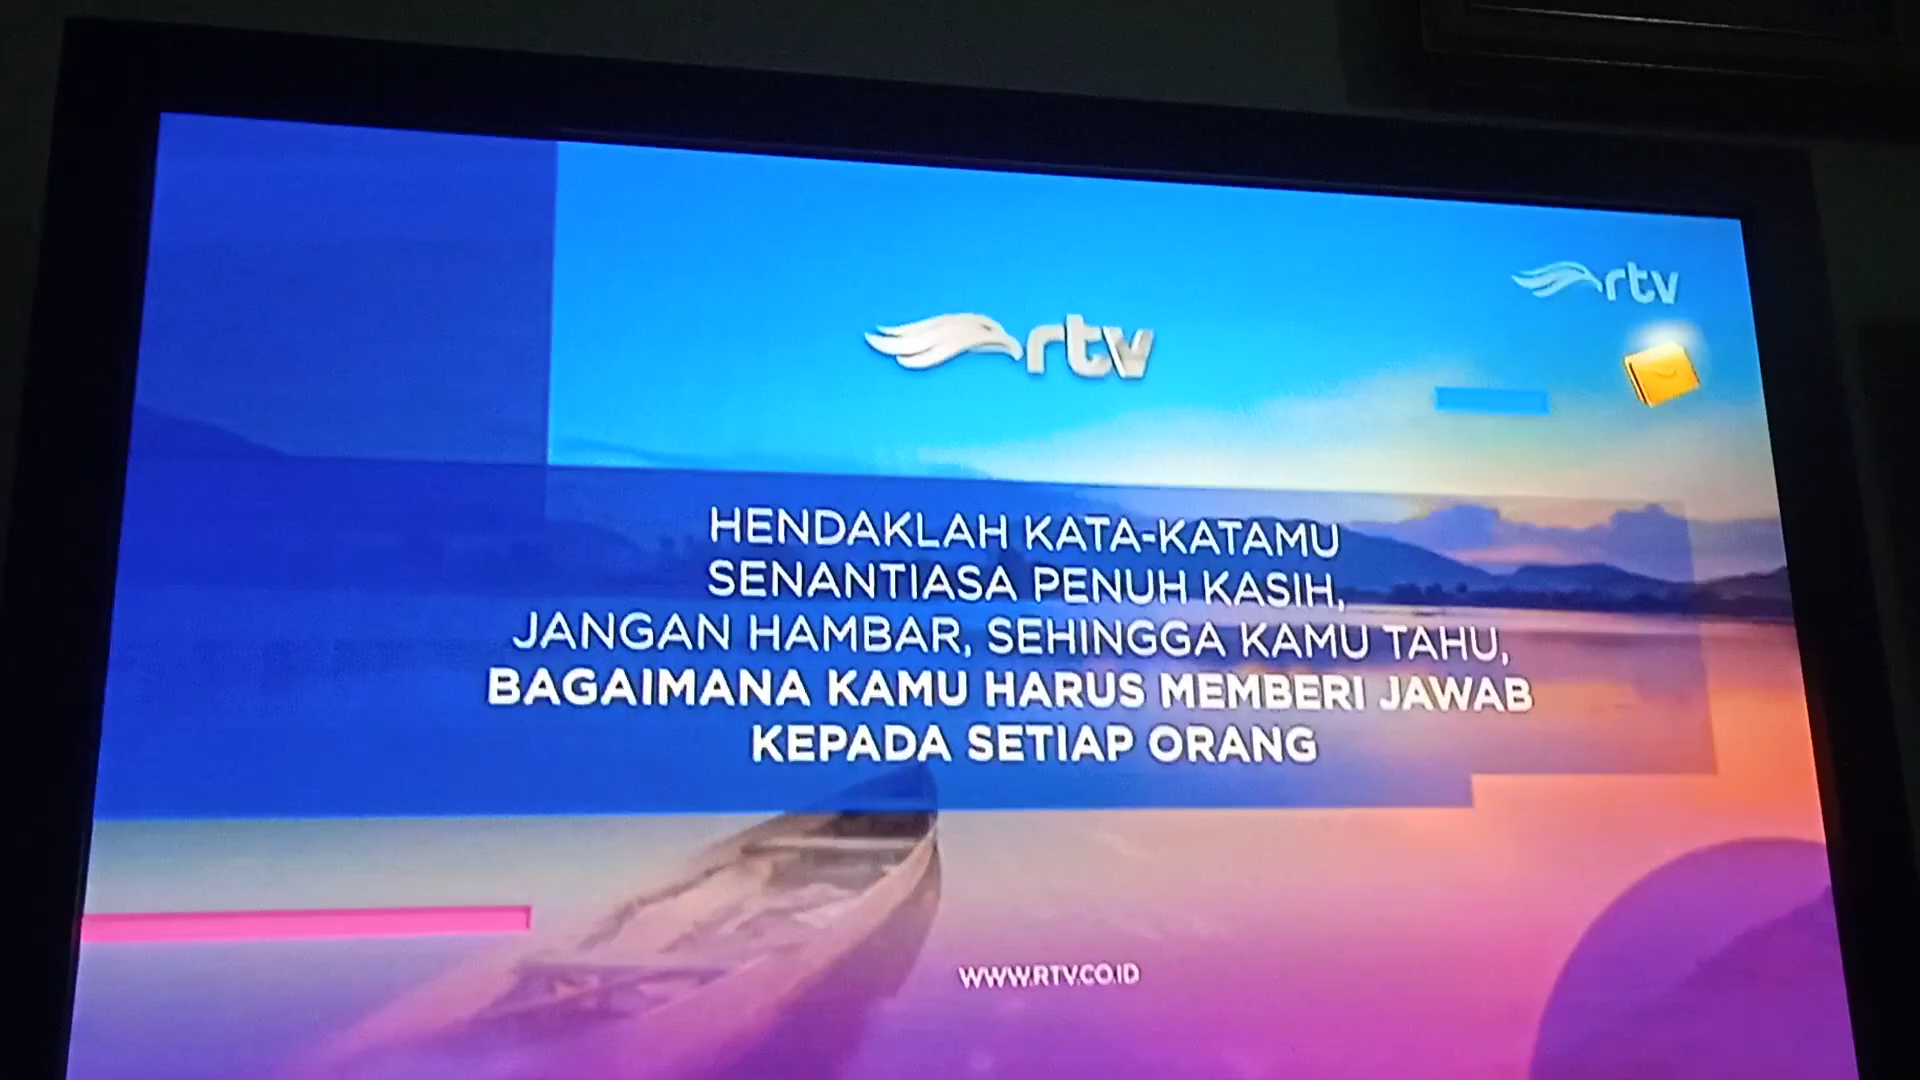 rtv
rtv
HENDAKLAH KATA-KATAMU
SENANTIASA PENUH KASIH,
JANGAN HAMBAR, SEHINGGA KAMU TAHU,
BAGAIMANA KAMU HARUS MEMBERI JAWAB
KEPADA SETIAP ORANG
WWW.RTV.CO.ID